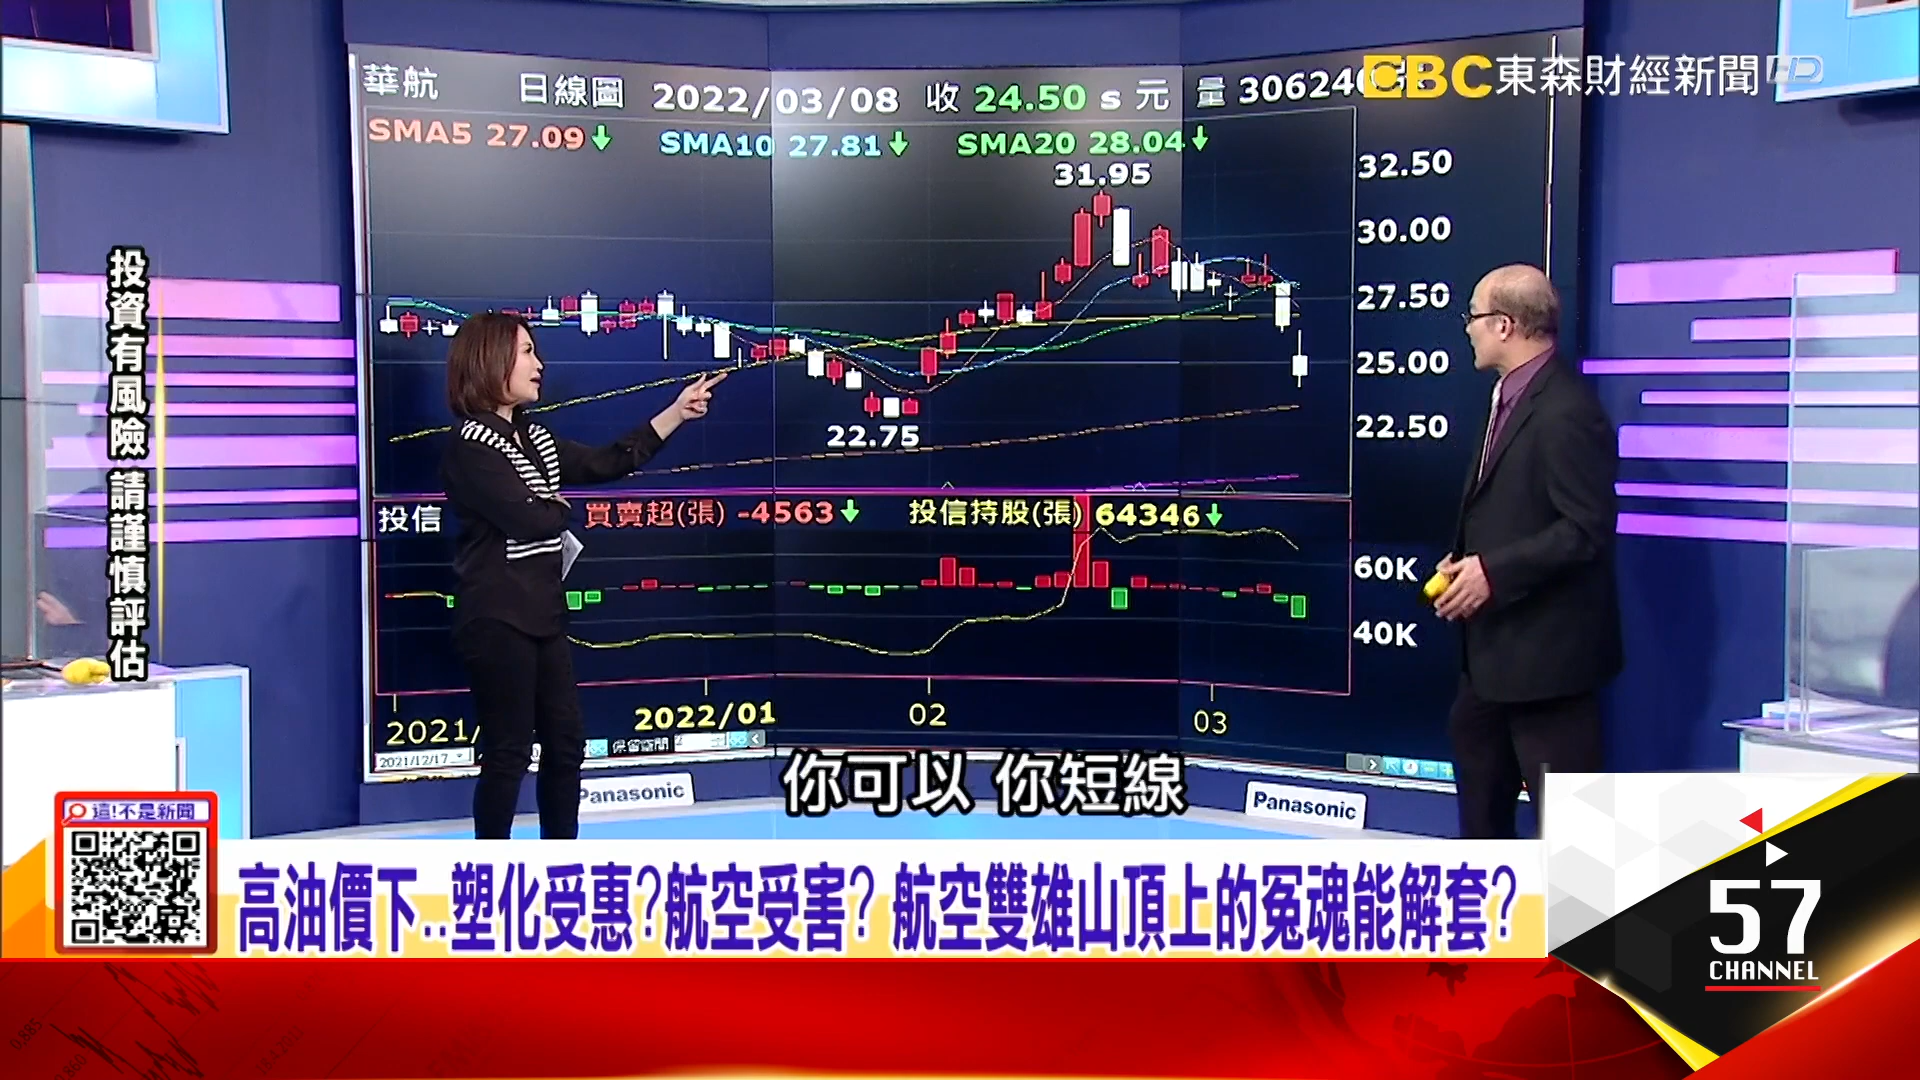 華航 日線圖 2022/03/08 收 24.50 s 元 量
EBC東森財經新聞 HD
SMA5 27.09↓ SMA10 27.81↓ SMA20 28.04↓
31.95
32.50
30.00
27.50
25.00
22.50
22.75
投信 買賣超(張) -4563↓ 投信持股(張) 64346↓
60K
40K
2021/
2022/01
02
03
2021/12/17
保留期間
投資有風險 請謹慎評估
Panasonic
Panasonic
你可以 你短線
這!不是新聞
高油價下..塑化受惠?航空受害? 航空雙雄山頂上的冤魂能解套?
57
CHANNEL